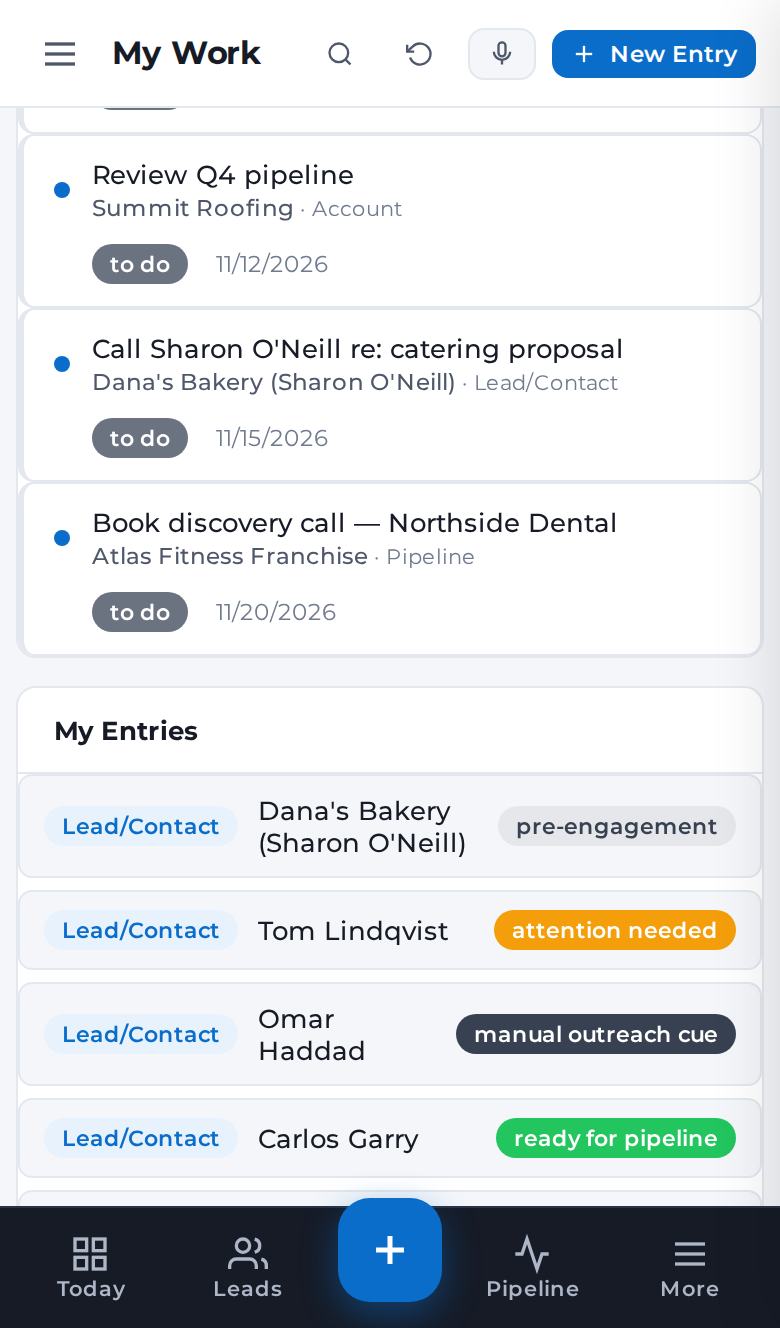 My Work
New Entry
Review Q4 pipeline
Summit Roofing · Account
to do 11/12/2026
Call Sharon O'Neill re: catering proposal
Dana's Bakery (Sharon O'Neill) · Lead/Contact
to do 11/15/2026
Book discovery call — Northside Dental
Atlas Fitness Franchise · Pipeline
to do 11/20/2026
My Entries
Lead/Contact
Dana's Bakery
(Sharon O'Neill)
pre-engagement
Lead/Contact Tom Lindqvist attention needed
Lead/Contact
Omar
Haddad
manual outreach cue
Lead/Contact Carlos Garry ready for pipeline
Today Leads Pipeline More